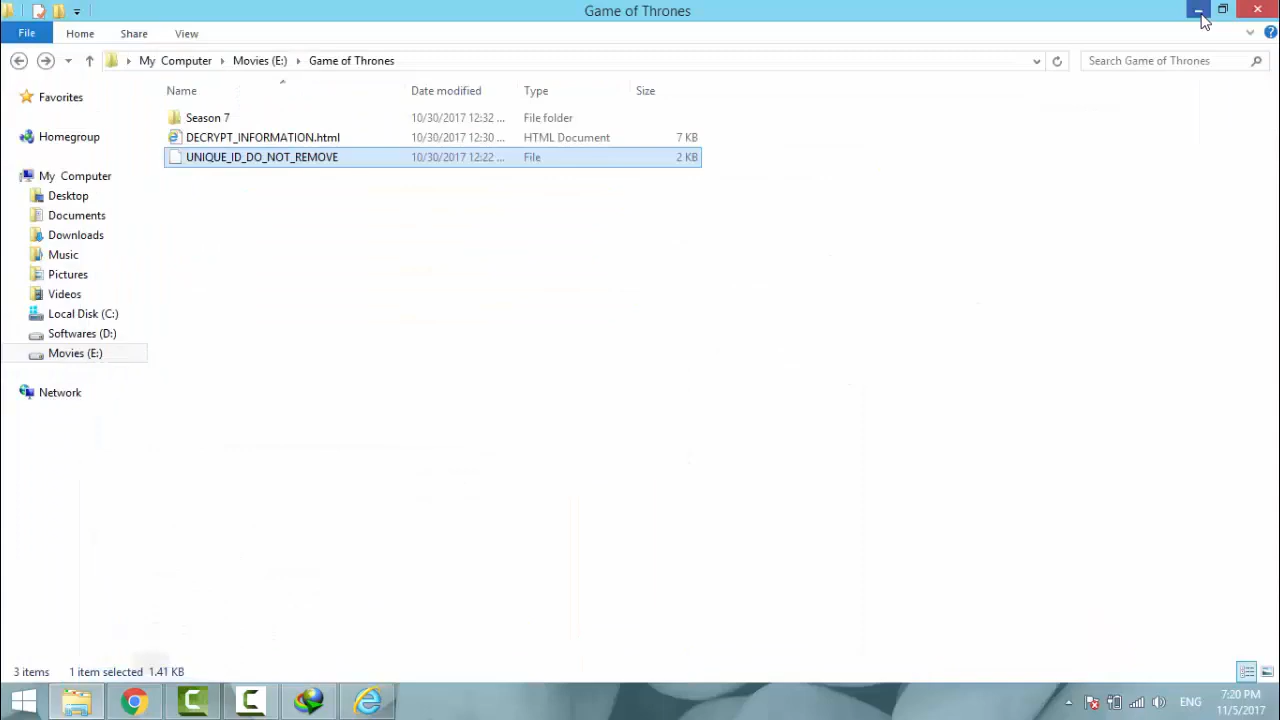 Game of Thrones
File Home Share View
My Computer Movies (E:) Game of Thrones Search Game of Thrones
Name Date modified Type Size
Favorites
Season 7 10/30/2017 12:32 ... File folder
Homegroup DECRYPT_INFORMATION.html 10/30/2017 12:30 ... HTML Document 7 KB
UNIQUE_ID_DO_NOT_REMOVE 10/30/2017 12:22 ... File 2 KB
My Computer
Desktop
Documents
Downloads
Music
Pictures
Videos
Local Disk (C:)
Softwares (D:)
Movies (E:)
Network
3 items 1 item selected 1.41 KB
ENG 7:20 PM
11/5/2017